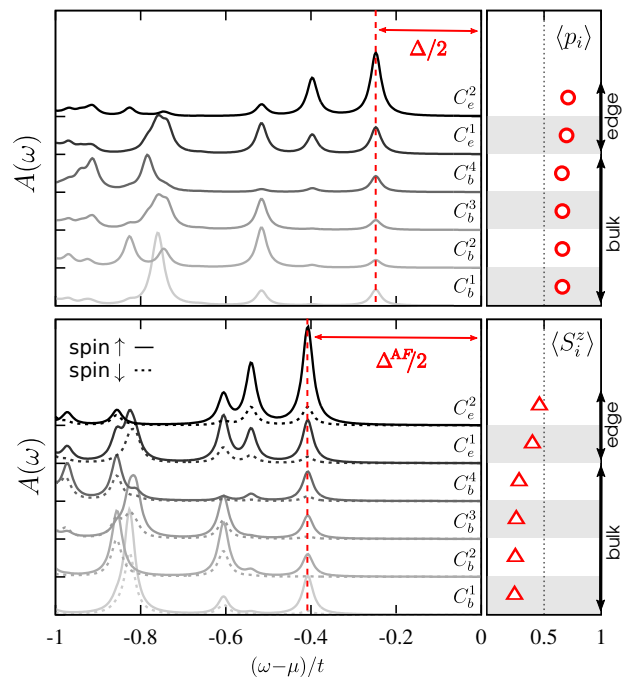 Δ/2
⟨p_i⟩
A(ω)
C_e^2
C_e^1
C_b^4
C_b^3
C_b^2
C_b^1
edge
bulk
spin ↑
spin ↓
Δ^AF/2
⟨S_i^z⟩
A(ω)
C_e^2
C_e^1
C_b^4
C_b^3
C_b^2
C_b^1
edge
bulk
-1 -0.8 -0.6 -0.4 -0.2 0 0.5 1
(ω−μ)/t